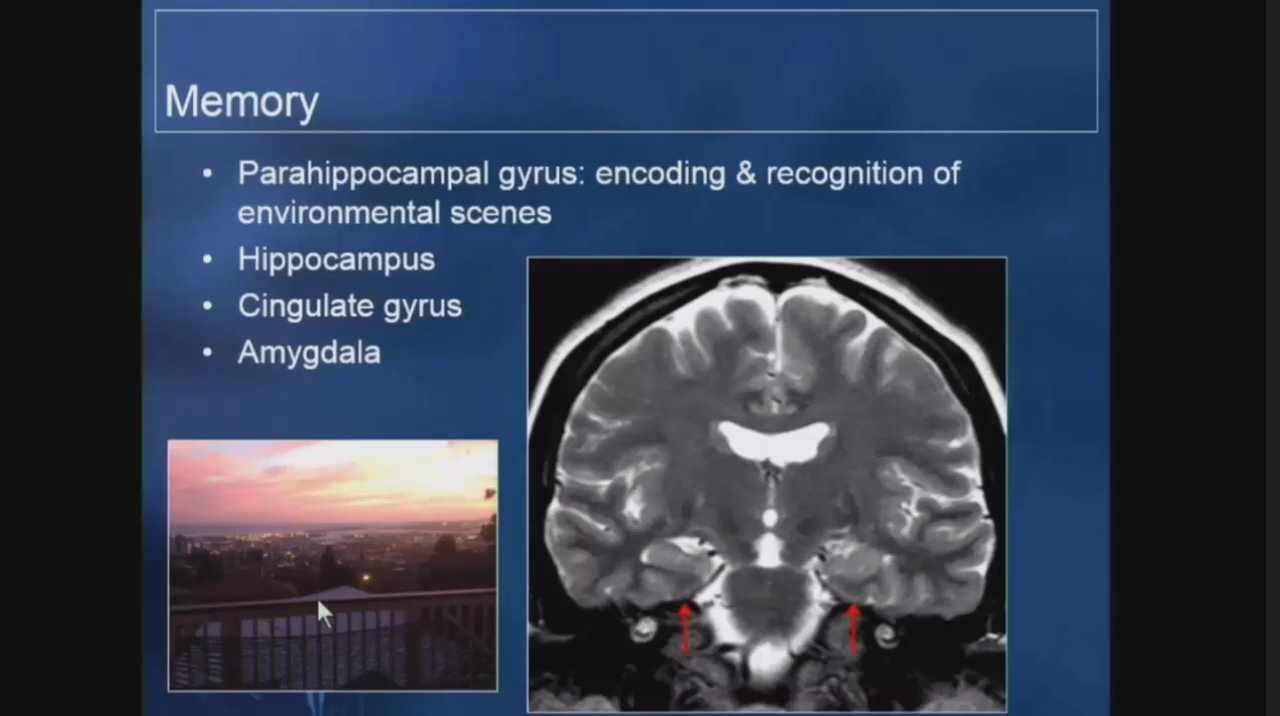 Memory
• Parahippocampal gyrus: encoding & recognition of
environmental scenes
• Hippocampus
• Cingulate gyrus
• Amygdala